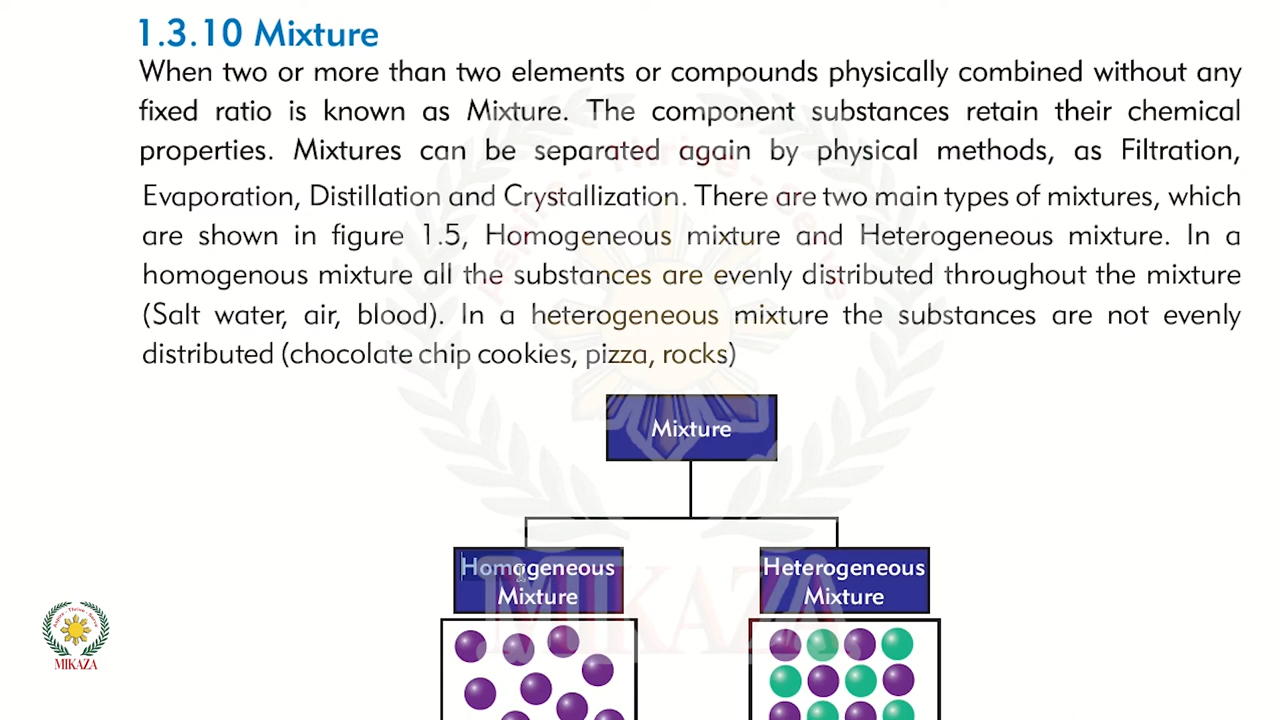 1.3.10 Mixture
When two or more than two elements or compounds physically combined without any
fixed ratio is known as Mixture. The component substances retain their chemical
properties. Mixtures can be separated again by physical methods, as Filtration,
Evaporation, Distillation and Crystallization. There are two main types of mixtures, which
are shown in figure 1.5, Homogeneous mixture and Heterogeneous mixture. In a
homogenous mixture all the substances are evenly distributed throughout the mixture
(Salt water, air, blood). In a heterogeneous mixture the substances are not evenly
distributed (chocolate chip cookies, pizza, rocks)
Mixture
Homogeneous
Mixture
Heterogeneous
Mixture
MIKAZA
MIKAZA